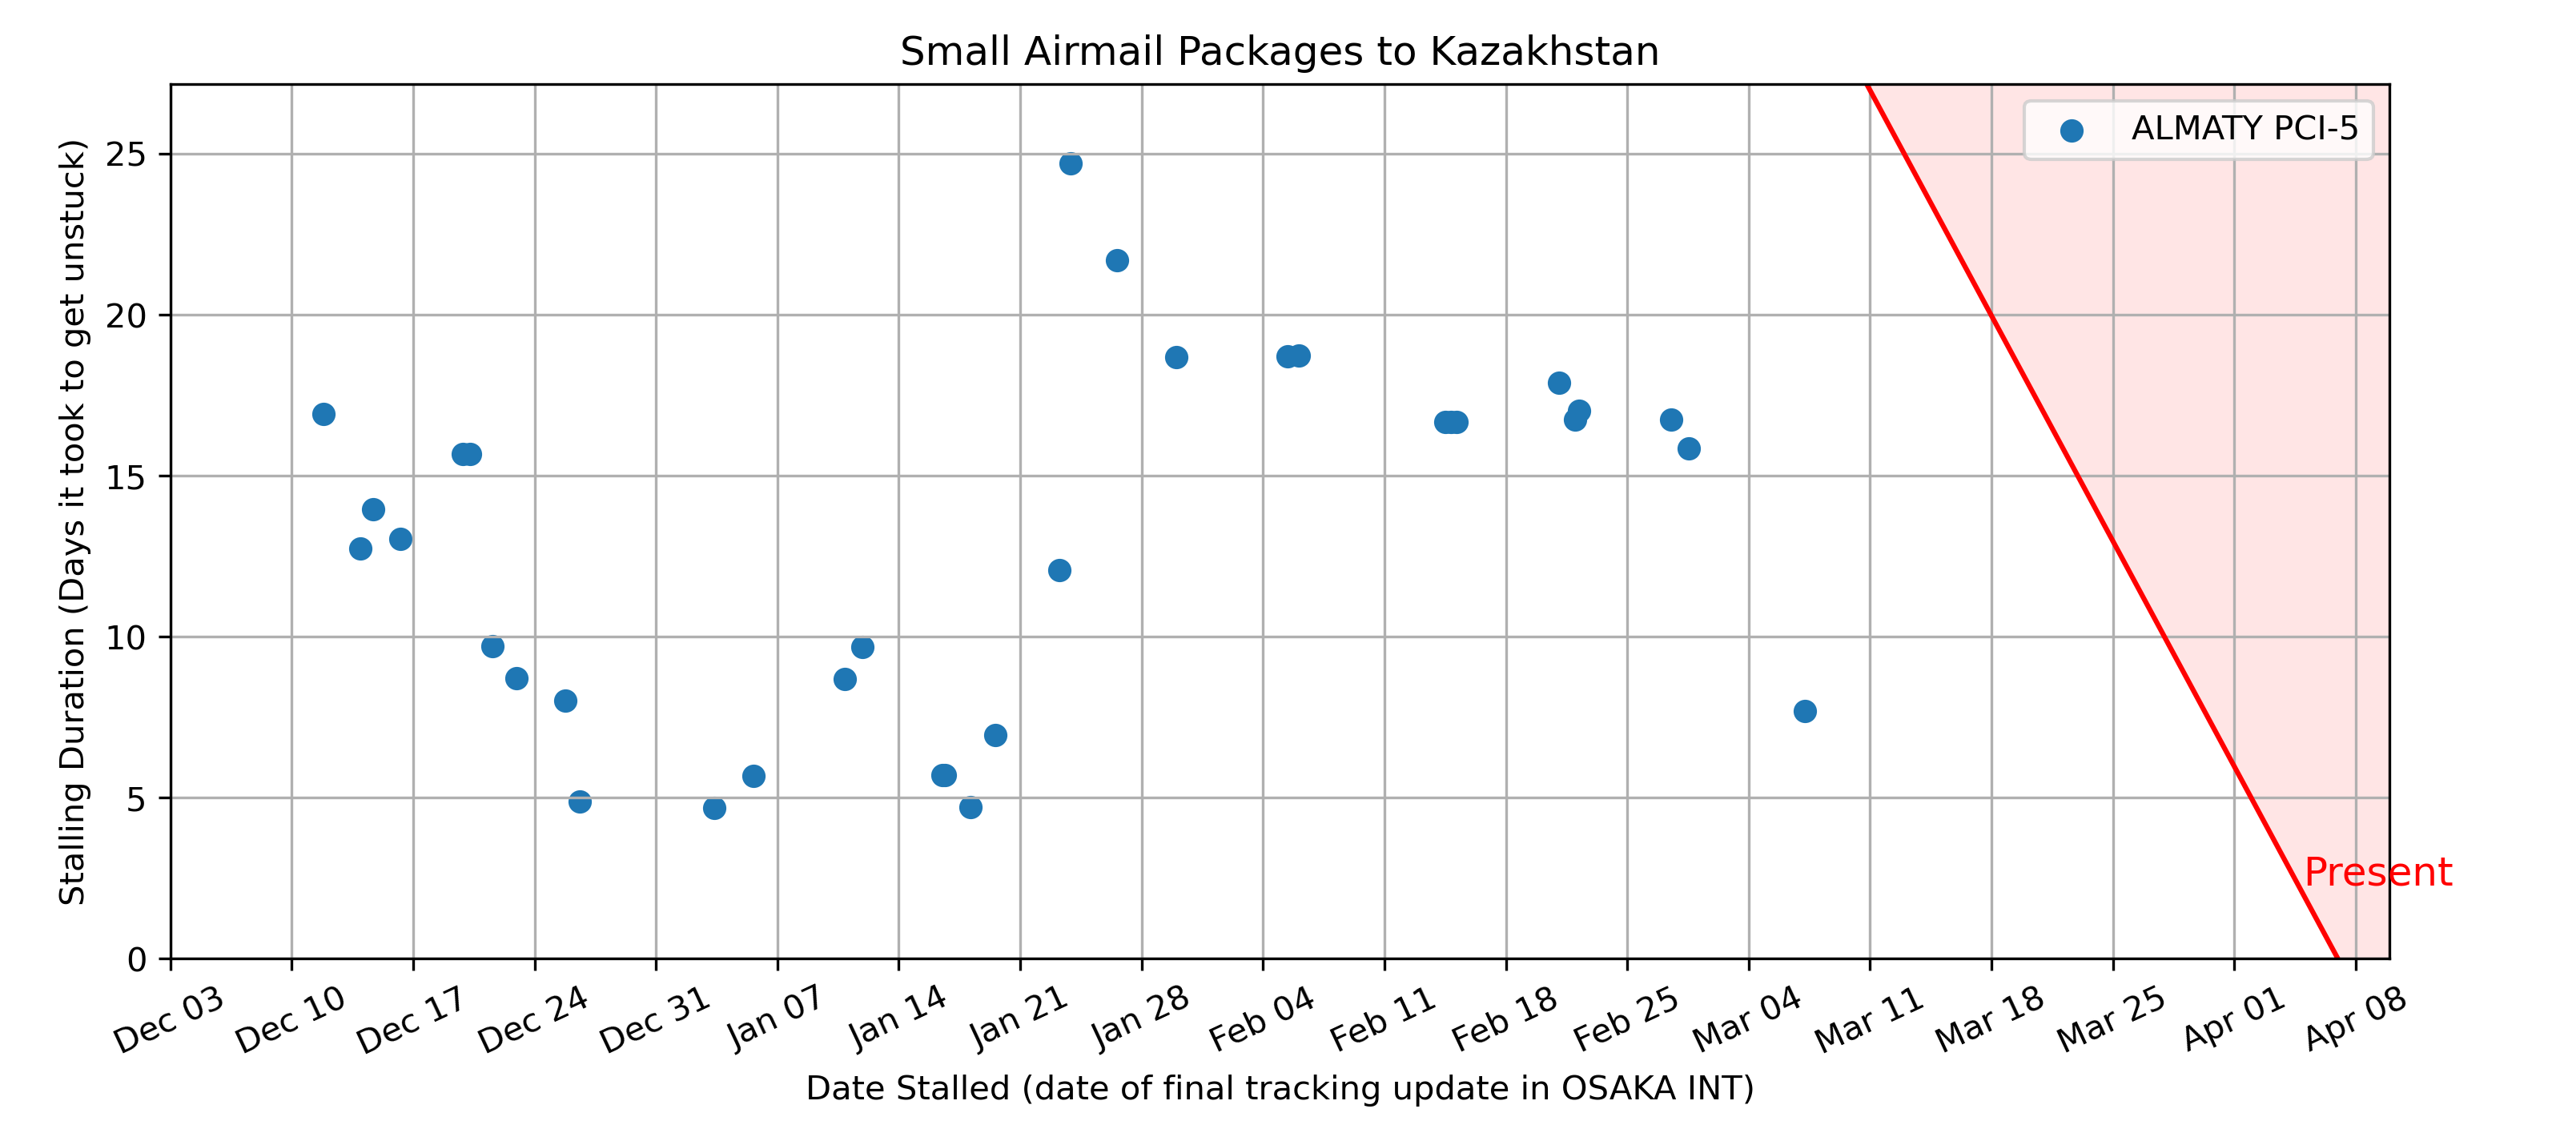 Small Airmail Packages to Kazakhstan
ALMATY PCI-5
Stalling Duration (Days it took to get unstuck)
25
20
15
10
5
0
Present
Dec 03
Dec 10
Dec 17
Dec 24
Dec 31
Jan 07
Jan 14
Jan 21
Jan 28
Feb 04
Feb 11
Feb 18
Feb 25
Mar 04
Mar 11
Mar 18
Mar 25
Apr 01
Apr 08
Date Stalled (date of final tracking update in OSAKA INT)